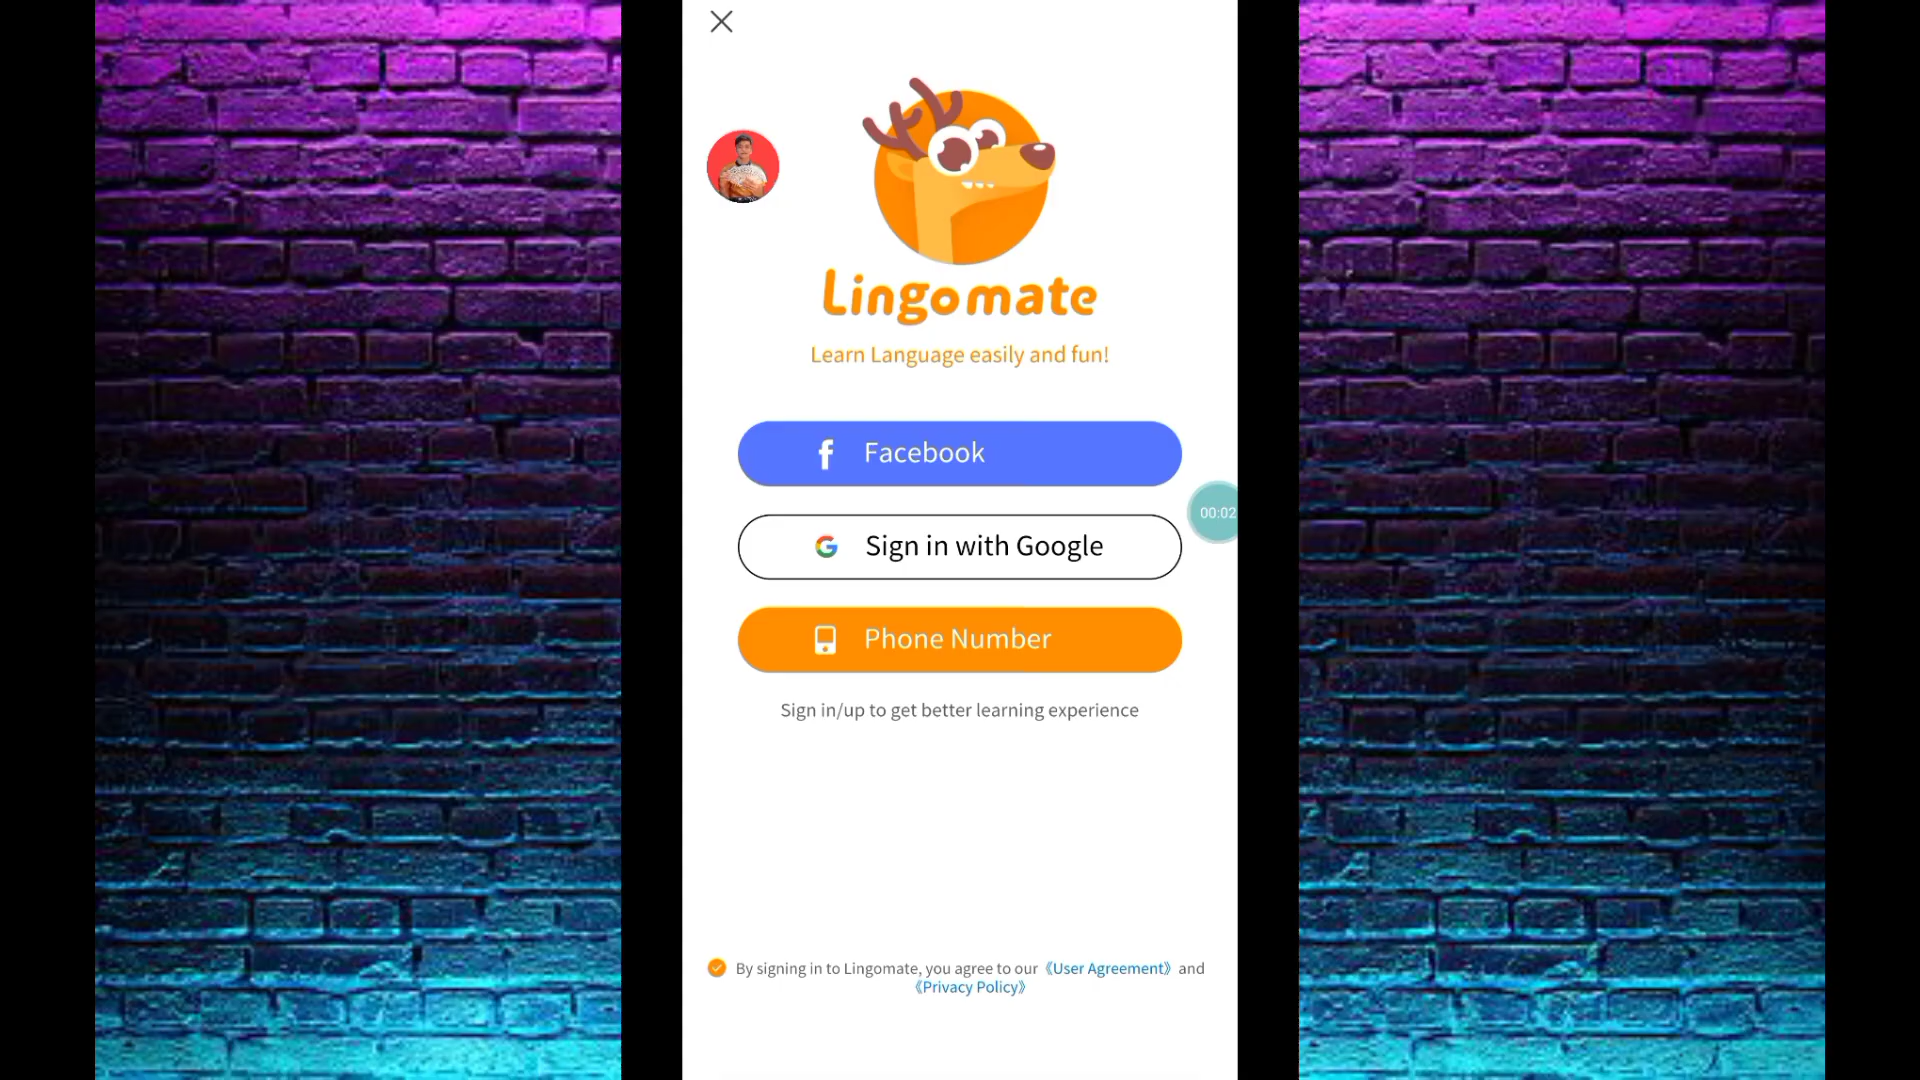 Lingomate
Learn Language easily and fun!
Facebook
Sign in with Google
00:02
Phone Number
Sign in/up to get better learning experience
By signing in to Lingomate, you agree to our 《User Agreement》 and
《Privacy Policy》